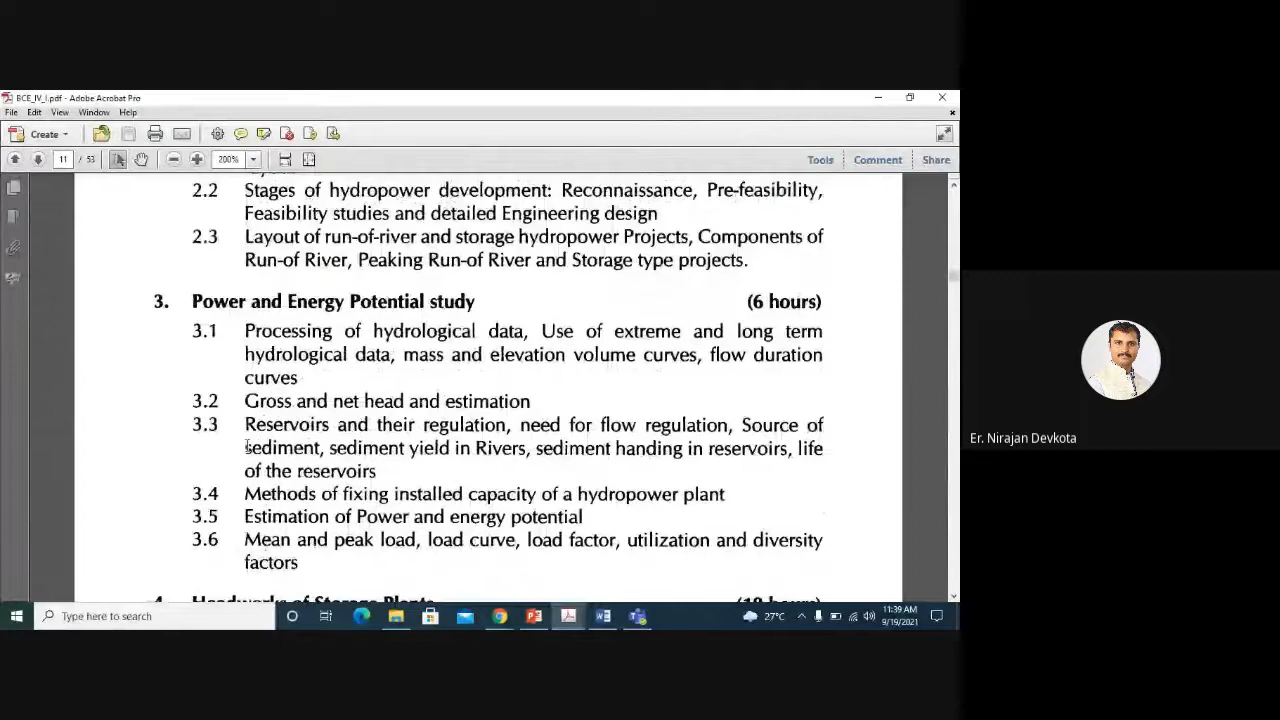 BCE_IV_I.pdf - Adobe Acrobat Pro
File Edit View Window Help
Create
11 / 53 200% Tools Comment Share
2.2 Stages of hydropower development: Reconnaissance, Pre-feasibility,
Feasibility studies and detailed Engineering design
2.3 Layout of run-of-river and storage hydropower Projects, Components of
Run-of River, Peaking Run-of River and Storage type projects.
3. Power and Energy Potential study (6 hours)
3.1 Processing of hydrological data, Use of extreme and long term
hydrological data, mass and elevation volume curves, flow duration
curves
3.2 Gross and net head and estimation
3.3 Reservoirs and their regulation, need for flow regulation, Source of
sediment, sediment yield in Rivers, sediment handing in reservoirs, life
of the reservoirs
3.4 Methods of fixing installed capacity of a hydropower plant
3.5 Estimation of Power and energy potential
3.6 Mean and peak load, load curve, load factor, utilization and diversity
factors
4. Headworks of Storage Plants
Er. Nirajan Devkota
Type here to search
27°C
11:39 AM
9/19/2021